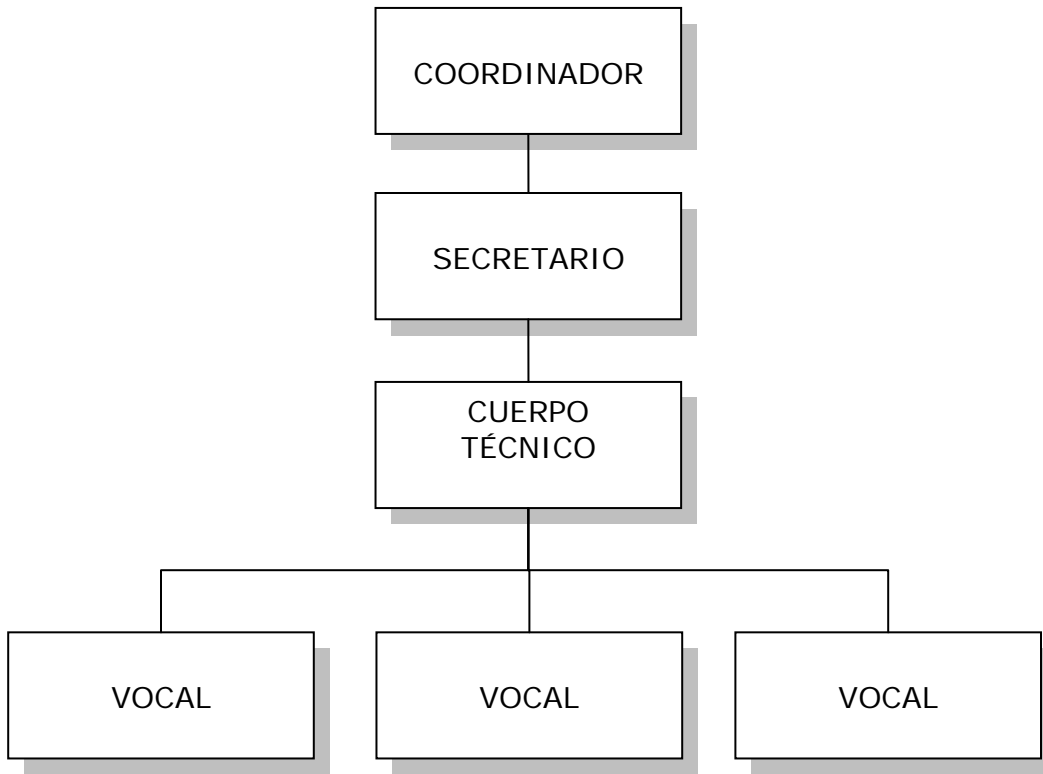 COORDINADOR
SECRETARIO
CUERPO
TÉCNICO
VOCAL
VOCAL
VOCAL